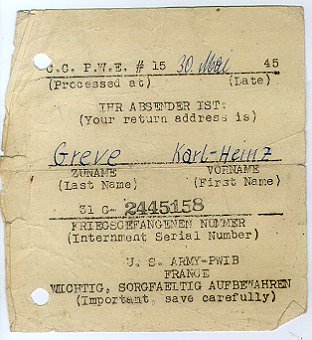 C.C. P.W.E. # 15 30. Mai 45
(Processed at) (Date)
IHR ABSENDER IST:
(Your return address is)
Greve Karl-Heinz
ZUNAME VORNAME
(Last Name) (First Name)
31 G- 2445158
KRIEGSGEFANGENEN NUMMER
(Internment Serial Number)
U. S. ARMY-PWIB
FRANCE
WICHTIG, SORGFAELTIG AUFBEWAHREN
(Important, save carefully)